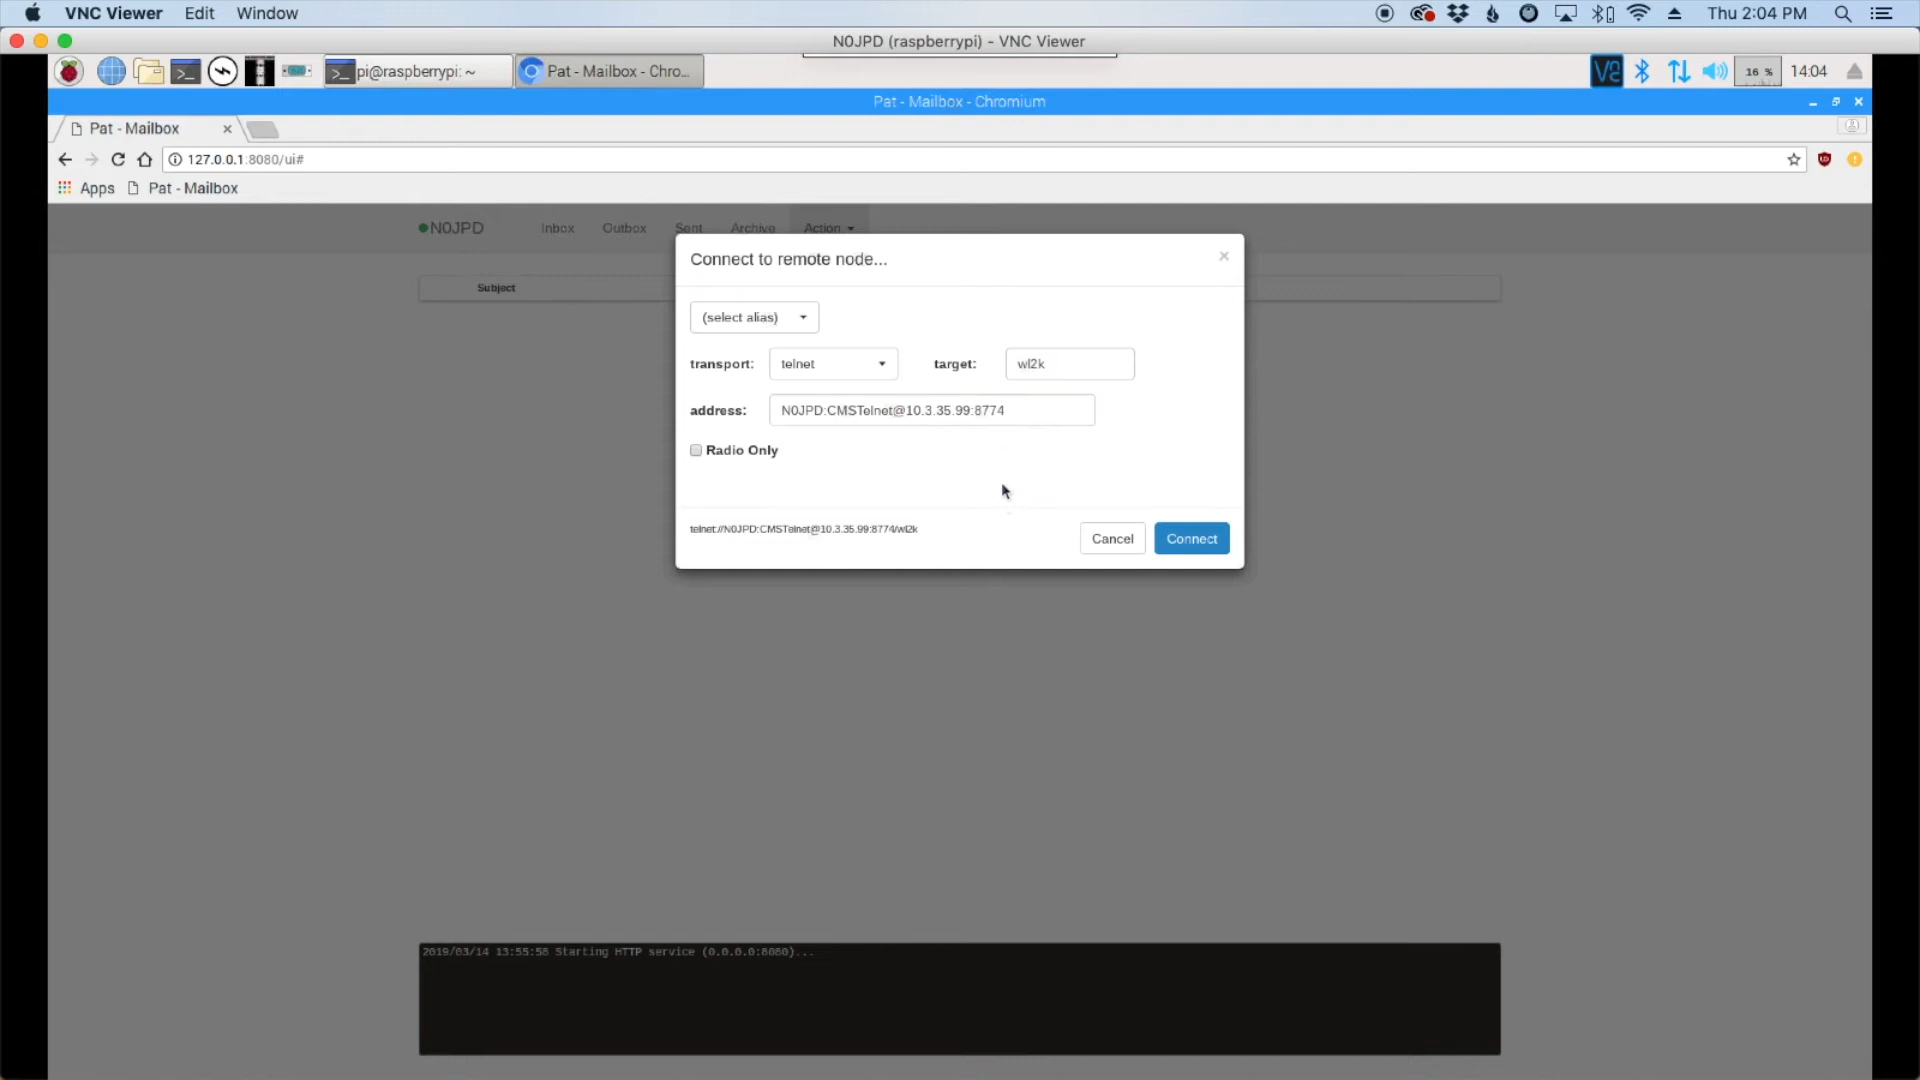 VNC Viewer Edit Window Thu 2:04 PM
N0JPD (raspberrypi) - VNC Viewer
pi@raspberrypi: ~ Pat - Mailbox - Chro... 16 % 14:04
Pat - Mailbox - Chromium
Pat - Mailbox
127.0.0.1:8080/ui#
Apps Pat - Mailbox
N0JPD Inbox Outbox Sent Archive Action
Connect to remote node... ×
Subject
(select alias)
transport: telnet target: wl2k
address: N0JPD:CMSTelnet@10.3.35.99:8774
Radio Only
telnet://N0JPD:CMSTelnet@10.3.35.99:8774/wl2k
Cancel Connect
2019/03/14 13:55:58 Starting HTTP service (0.0.0.0:8080)...